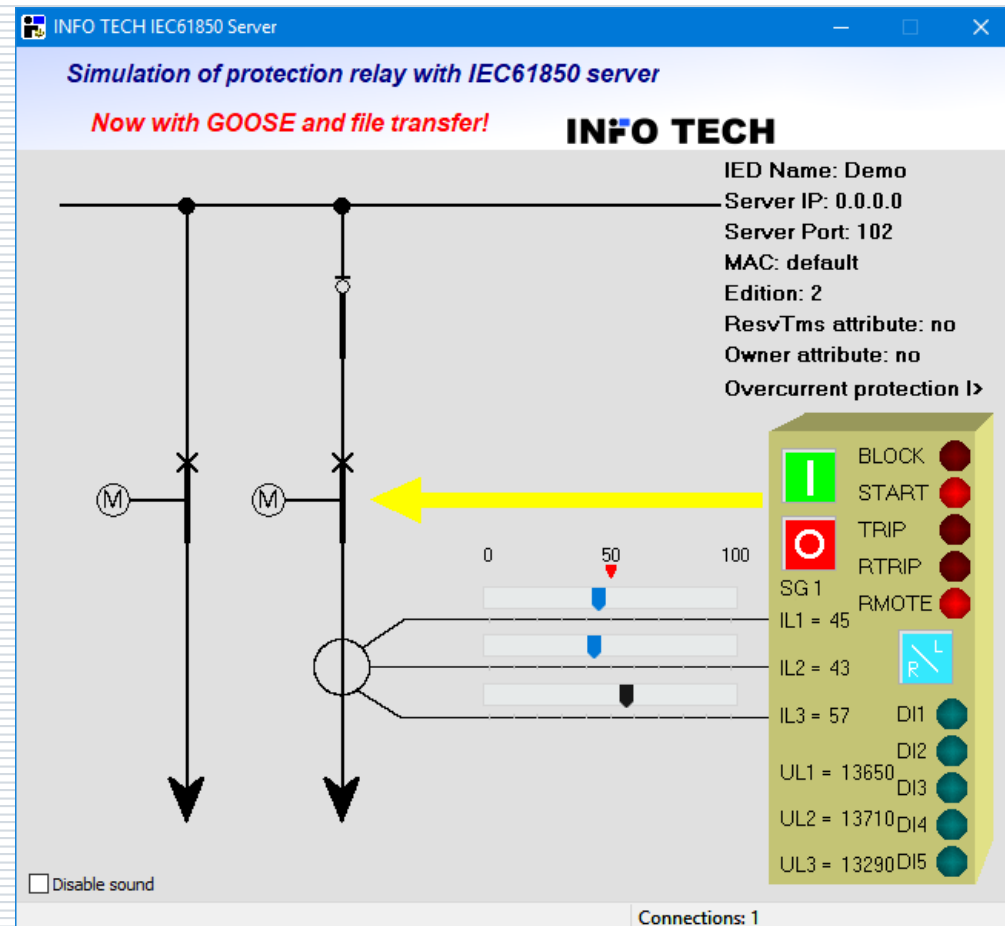 INFO TECH IEC61850 Server
Simulation of protection relay with IEC61850 server
Now with GOOSE and file transfer!
INFO TECH
IED Name: Demo
Server IP: 0.0.0.0
Server Port: 102
MAC: default
Edition: 2
ResvTms attribute: no
Owner attribute: no
Overcurrent protection I>
BLOCK
START
TRIP
RTRIP
RMOTE
M
M
0 50 100
SG1
IL1 = 45
IL2 = 43
IL3 = 57
L
R
DI1
DI2
UL1 = 13650
DI3
UL2 = 13710
DI4
UL3 = 13290
DI5
Disable sound
Connections: 1